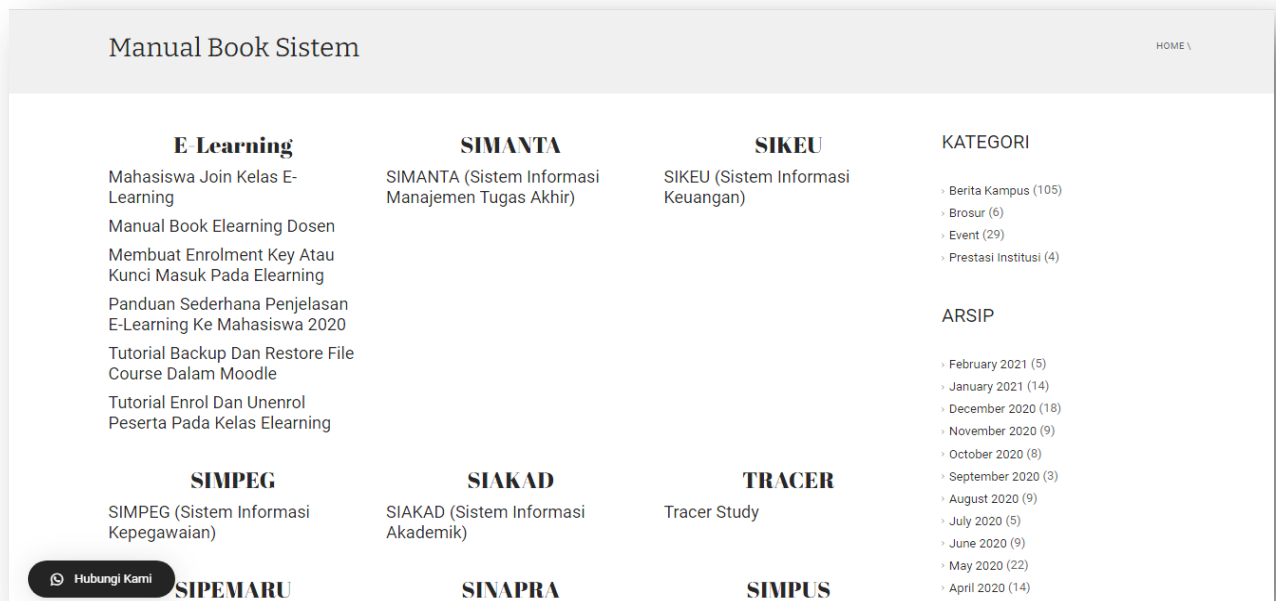 Manual Book Sistem
HOME \
E-Learning
Mahasiswa Join Kelas E-
Learning
Manual Book Elearning Dosen
Membuat Enrolment Key Atau
Kunci Masuk Pada Elearning
Panduan Sederhana Penjelasan
E-Learning Ke Mahasiswa 2020
Tutorial Backup Dan Restore File
Course Dalam Moodle
Tutorial Enrol Dan Unenrol
Peserta Pada Kelas Elearning
SIMANTA
SIMANTA (Sistem Informasi
Manajemen Tugas Akhir)
SIKEU
SIKEU (Sistem Informasi
Keuangan)
SIMPEG
SIMPEG (Sistem Informasi
Kepegawaian)
SIAKAD
SIAKAD (Sistem Informasi
Akademik)
TRACER
Tracer Study
SIPEMARU
SINAPRA
SIMPUS
Hubungi Kami
KATEGORI
› Berita Kampus (105)
› Brosur (6)
› Event (29)
› Prestasi Institusi (4)
ARSIP
› February 2021 (5)
› January 2021 (14)
› December 2020 (18)
› November 2020 (9)
› October 2020 (8)
› September 2020 (3)
› August 2020 (9)
› July 2020 (5)
› June 2020 (9)
› May 2020 (22)
› April 2020 (14)